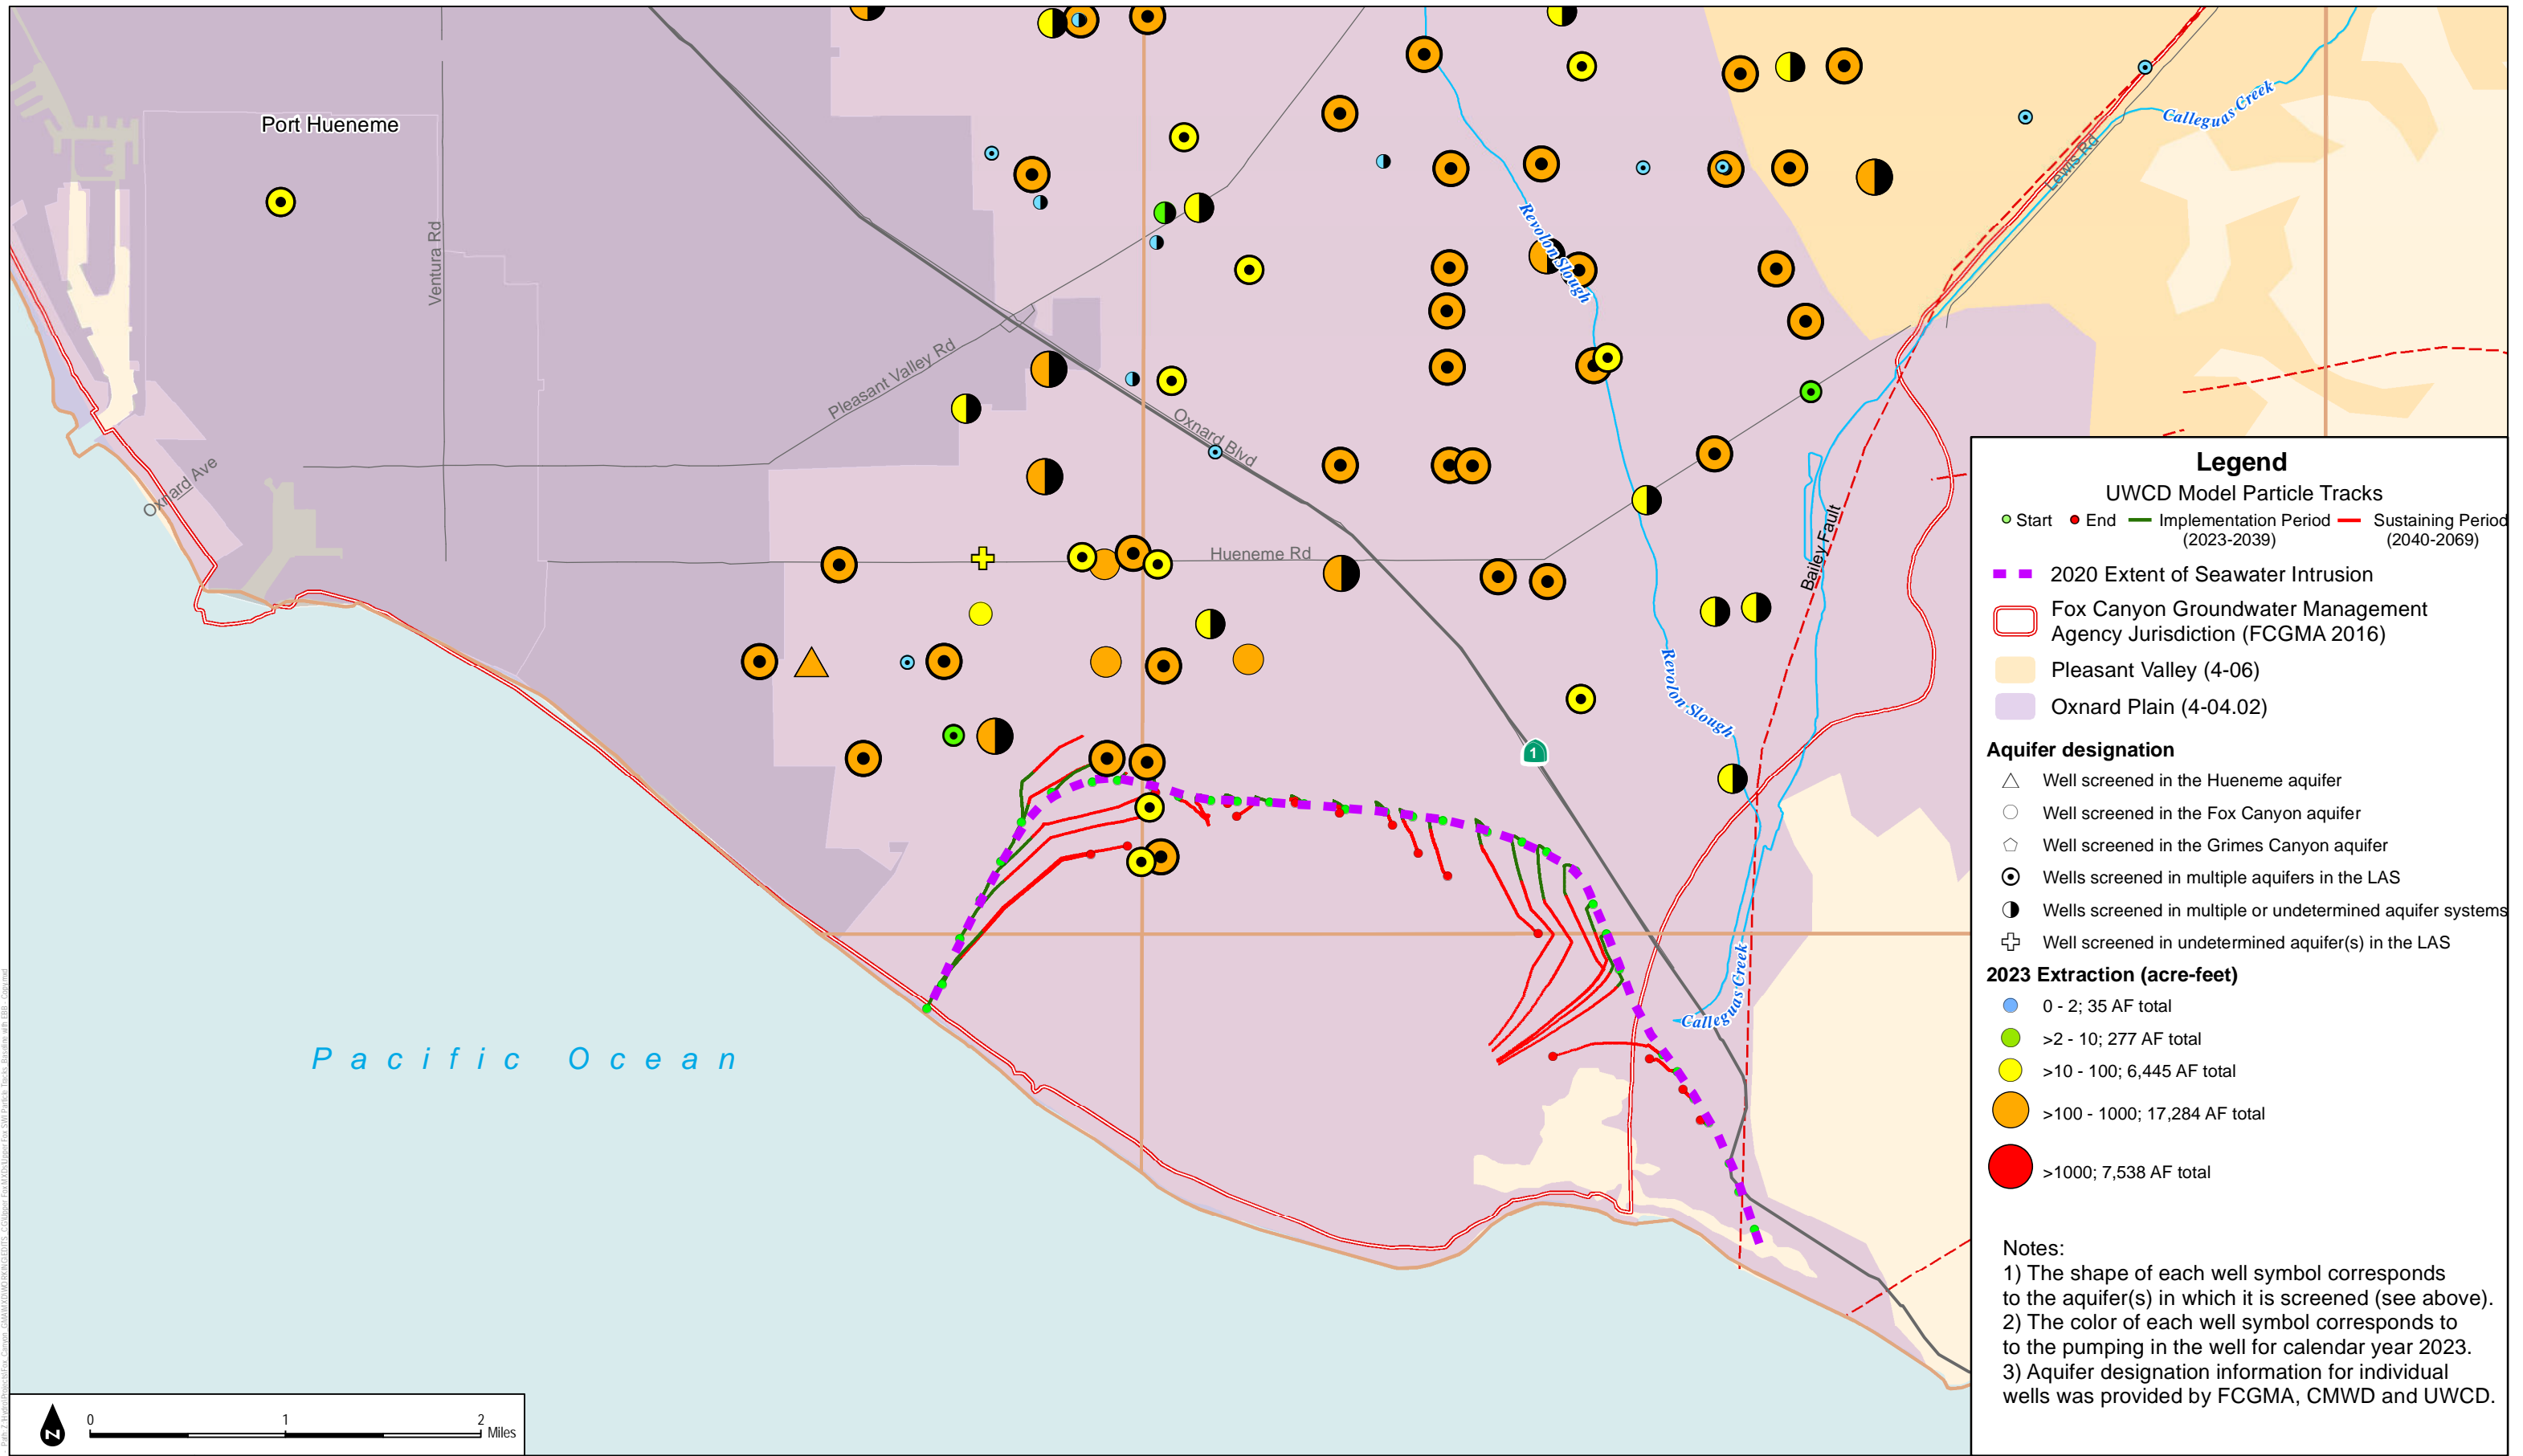 Port Hueneme
Ventura Rd
Oxnard Ave
Pleasant Valley Rd
Oxnard Blvd
Hueneme Rd
Revolon Slough
Revolon Slough
Calleguas Creek
Lewis Rd
Bailey Fault
1
Calleguas Creek
Pacific Ocean
0 1 2
Miles
N
Legend
UWCD Model Particle Tracks
Start End Implementation Period Sustaining Period
(2023-2039) (2040-2069)
2020 Extent of Seawater Intrusion
Fox Canyon Groundwater Management
Agency Jurisdiction (FCGMA 2016)
Pleasant Valley (4-06)
Oxnard Plain (4-04.02)
Aquifer designation
Well screened in the Hueneme aquifer
Well screened in the Fox Canyon aquifer
Well screened in the Grimes Canyon aquifer
Wells screened in multiple aquifers in the LAS
Wells screened in multiple or undetermined aquifer systems
Well screened in undetermined aquifer(s) in the LAS
2023 Extraction (acre-feet)
0 - 2; 35 AF total
>2 - 10; 277 AF total
>10 - 100; 6,445 AF total
>100 - 1000; 17,284 AF total
>1000; 7,538 AF total
Notes:
1) The shape of each well symbol corresponds
to the aquifer(s) in which it is screened (see above).
2) The color of each well symbol corresponds to
to the pumping in the well for calendar year 2023.
3) Aquifer designation information for individual
wells was provided by FCGMA, CMWD and UWCD.